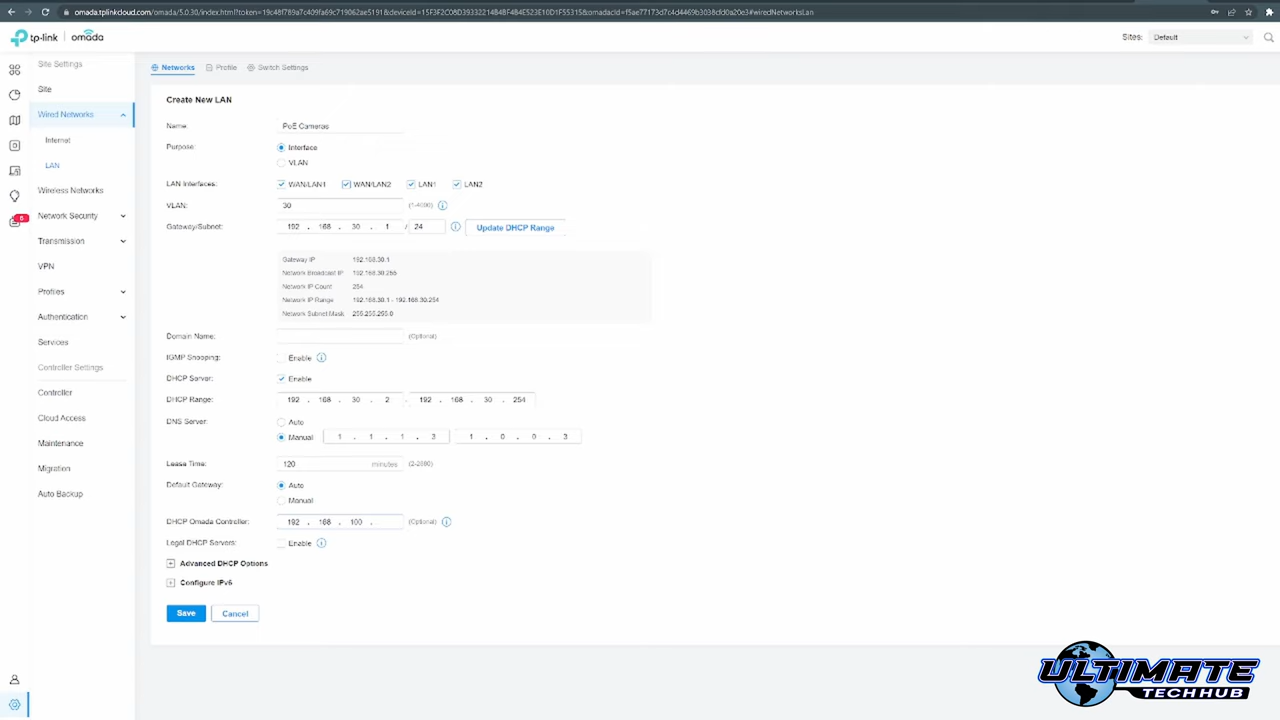 omada.tplinkcloud.com/omada/5.0.30/index.html?token=19c48f789a7c409fa69c719062ae5191&deviceId=15F3F2C08D39332214B4BF4B4E523E10D1F55315&omadacId=f5ae77173d7c4d4469b3038cfd0a20e3#wiredNetworksLan
tp-link | omada
Sites: Default
Site Settings
Site
Wired Networks
Internet
LAN
Wireless Networks
Network Security
Transmission
VPN
Profiles
Authentication
Services
Controller Settings
Controller
Cloud Access
Maintenance
Migration
Auto Backup
5
Networks Profile Switch Settings
Create New LAN
Name: PoE Cameras
Purpose: Interface
VLAN
LAN Interfaces: WAN/LAN1 WAN/LAN2 LAN1 LAN2
VLAN: 30 (1-4090)
Gateway/Subnet: 192 . 168 . 30 . 1 / 24 Update DHCP Range
Gateway IP 192.168.30.1
Network Broadcast IP 192.168.30.255
Network IP Count 254
Network IP Range 192.168.30.1 - 192.168.30.254
Network Subnet Mask 255.255.255.0
Domain Name: (Optional)
IGMP Snooping: Enable
DHCP Server: Enable
DHCP Range: 192 . 168 . 30 . 2 - 192 . 168 . 30 . 254
DNS Server: Auto
Manual 1 . 1 . 1 . 3 1 . 0 . 0 . 3
Lease Time: 120 minutes (2-2880)
Default Gateway: Auto
Manual
DHCP Omada Controller: 192 . 168 . 100 . (Optional)
Legal DHCP Servers: Enable
Advanced DHCP Options
Configure IPv6
Save Cancel
ULTIMATE
TECHHUB